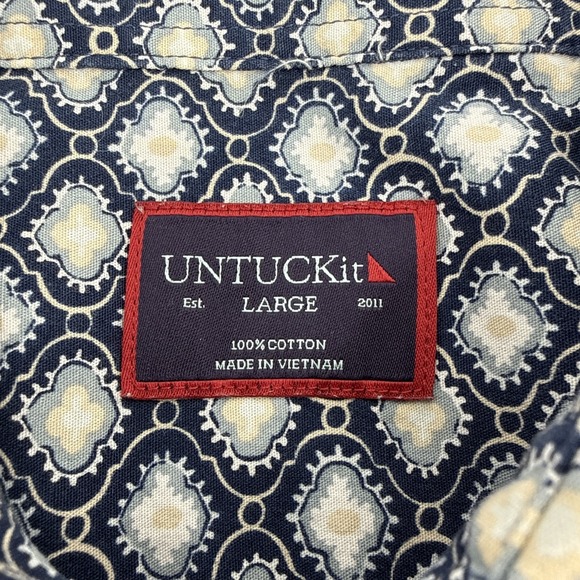 UNTUCKit
Est. LARGE 2011
100% COTTON
MADE IN VIETNAM